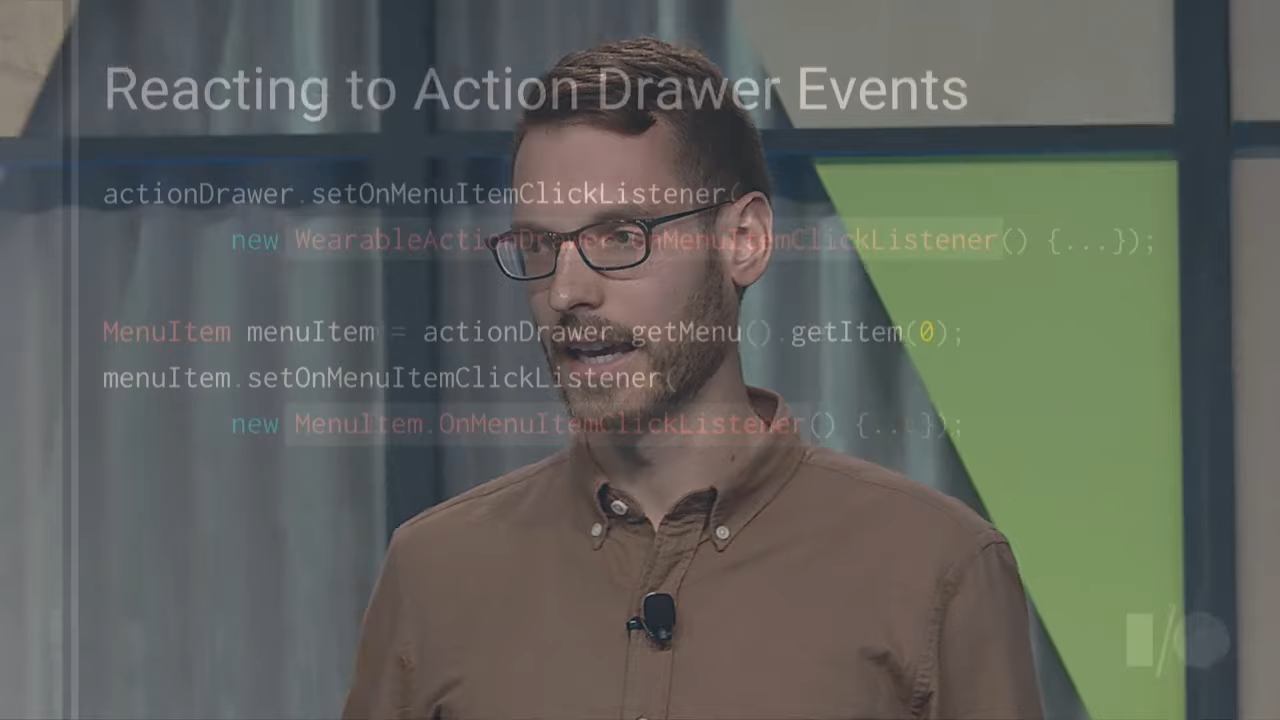 Reacting to Action Drawer Events
actionDrawer.setOnMenuItemClickListener(
new WearableActionDrawer.OnMenuItemClickListener() {...});
MenuItem menuItem = actionDrawer.getMenu().getItem(0);
menuItem.setOnMenuItemClickListener(
new MenuItem.OnMenuItemClickListener() {...});
I/O